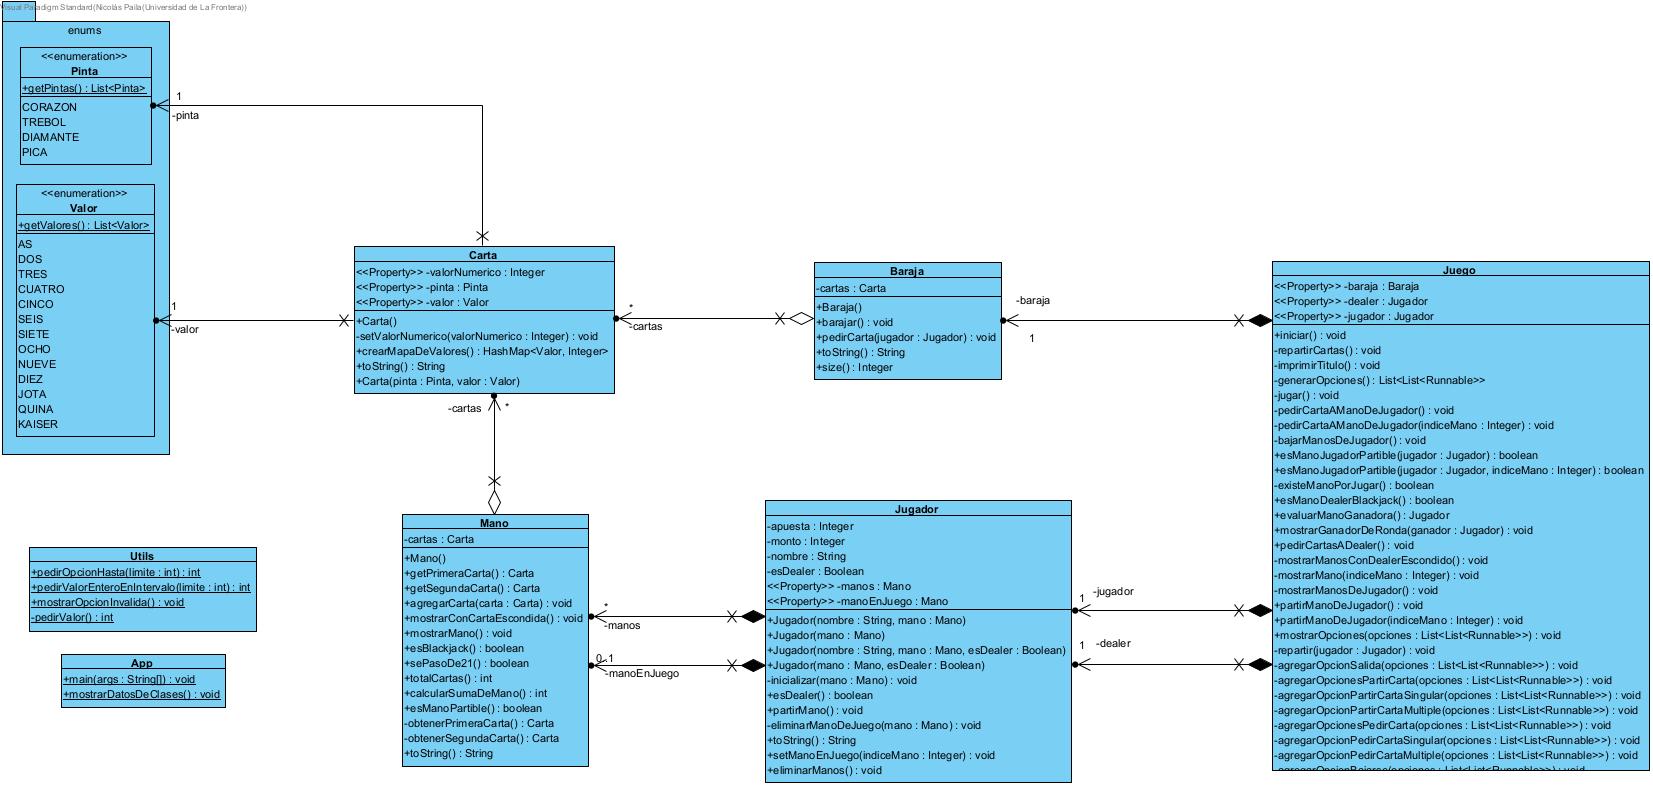 Visual Paradigm Standard(Nicolás Paila(Universidad de La Frontera))
enums
<<enumeration>>
Pinta
+getPintas() : List<Pinta>
CORAZON
TREBOL
DIAMANTE
PICA
1
-pinta
<<enumeration>>
Valor
+getValores() : List<Valor>
AS
DOS
TRES
CUATRO
CINCO
SEIS
SIETE
OCHO
NUEVE
DIEZ
JOTA
QUINA
KAISER
1
-valor
Carta
<<Property>> -valorNumerico : Integer
<<Property>> -pinta : Pinta
<<Property>> -valor : Valor
+Carta()
-setValorNumerico(valorNumerico : Integer) : void
+crearMapaDeValores() : HashMap<Valor, Integer>
+toString() : String
+Carta(pinta : Pinta, valor : Valor)
*
-cartas
Baraja
-cartas : Carta
+Baraja()
+barajar() : void
+pedirCarta(jugador : Jugador) : void
+toString() : String
+size() : Integer
-baraja
1
Juego
<<Property>> -baraja : Baraja
<<Property>> -dealer : Jugador
<<Property>> -jugador : Jugador
+iniciar() : void
-repartirCartas() : void
-imprimirTitulo() : void
-generarOpciones() : List<List<Runnable>>
-jugar() : void
-pedirCartaAManoDeJugador() : void
-pedirCartaAManoDeJugador(indiceMano : Integer) : void
-bajarManosDeJugador() : void
+esManoJugadorPartible(jugador : Jugador) : boolean
+esManoJugadorPartible(jugador : Jugador, indiceMano : Integer) : boolean
-existeManoPorJugar() : boolean
+esManoDealerBlackjack() : boolean
+evaluarManoGanadora() : Jugador
+mostrarGanadorDeRonda(ganador : Jugador) : void
+pedirCartasADealer() : void
-mostrarManosConDealerEscondido() : void
-mostrarMano(indiceMano : Integer) : void
-mostrarManosDeJugador() : void
+partirManoDeJugador() : void
+partirManoDeJugador(indiceMano : Integer) : void
+mostrarOpciones(opciones : List<List<Runnable>>) : void
-repartir(jugador : Jugador) : void
-agregarOpcionSalida(opciones : List<List<Runnable>>) : void
-agregarOpcionesPartirCarta(opciones : List<List<Runnable>>) : void
-agregarOpcionPartirCartaSingular(opciones : List<List<Runnable>>) : void
-agregarOpcionPartirCartaMultiple(opciones : List<List<Runnable>>) : void
-agregarOpcionesPedirCarta(opciones : List<List<Runnable>>) : void
-agregarOpcionPedirCartaSingular(opciones : List<List<Runnable>>) : void
-agregarOpcionPedirCartaMultiple(opciones : List<List<Runnable>>) : void
-cartas *
Mano
-cartas : Carta
+Mano()
+getPrimeraCarta() : Carta
+getSegundaCarta() : Carta
+agregarCarta(carta : Carta) : void
+mostrarConCartaEscondida() : void
+mostrarMano() : void
+esBlackjack() : boolean
+sePasoDe21() : boolean
+totalCartas() : int
+calcularSumaDeMano() : int
+esManoPartible() : boolean
-obtenerPrimeraCarta() : Carta
-obtenerSegundaCarta() : Carta
+toString() : String
*
-manos
0..1
-manoEnJuego
Jugador
-apuesta : Integer
-monto : Integer
-nombre : String
-esDealer : Boolean
<<Property>> -manos : Mano
<<Property>> -manoEnJuego : Mano
+Jugador(nombre : String, mano : Mano)
+Jugador(mano : Mano)
+Jugador(nombre : String, mano : Mano, esDealer : Boolean)
+Jugador(mano : Mano, esDealer : Boolean)
-inicializar(mano : Mano) : void
+esDealer() : boolean
+partirMano() : void
-eliminarManoDeJuego(mano : Mano) : void
+toString() : String
+setManoEnJuego(indiceMano : Integer) : void
+eliminarManos() : void
1 -jugador
1 -dealer
Utils
+pedirOpcionHasta(limite : int) : int
+pedirValorEnteroEnIntervalo(limite : int) : int
+mostrarOpcionInvalida() : void
-pedirValor() : int
App
+main(args : String[]) : void
+mostrarDatosDeClases() : void